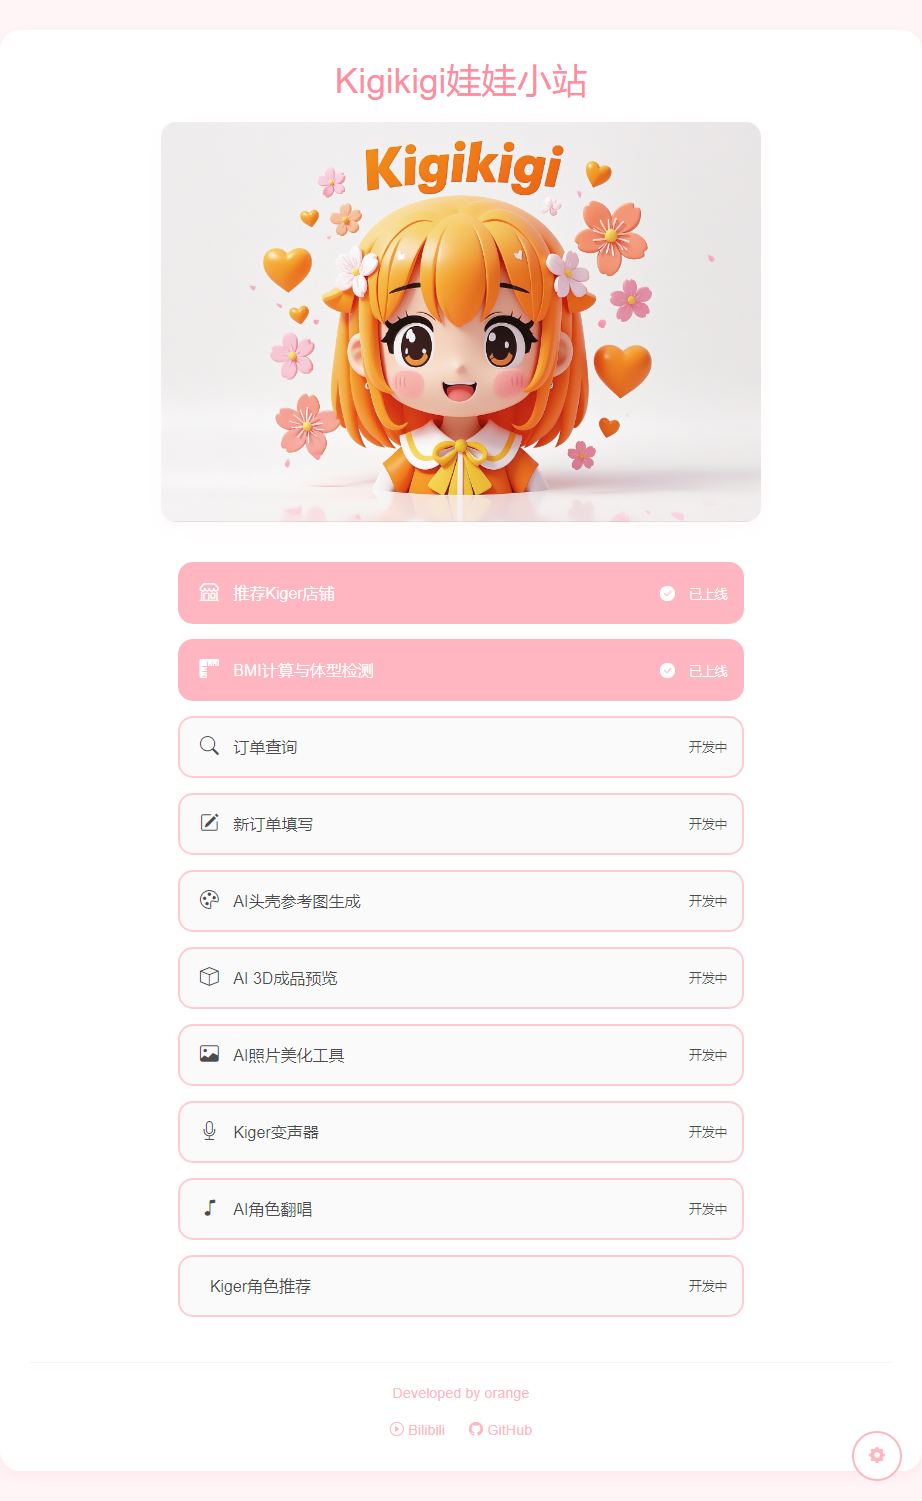 Kigikigi娃娃小站
Kigikigi
推荐Kiger店铺 已上线
BMI计算与体型检测 已上线
订单查询 开发中
新订单填写 开发中
AI头壳参考图生成 开发中
AI 3D成品预览 开发中
AI照片美化工具 开发中
Kiger变声器 开发中
AI角色翻唱 开发中
Kiger角色推荐 开发中
Developed by orange
Bilibili GitHub